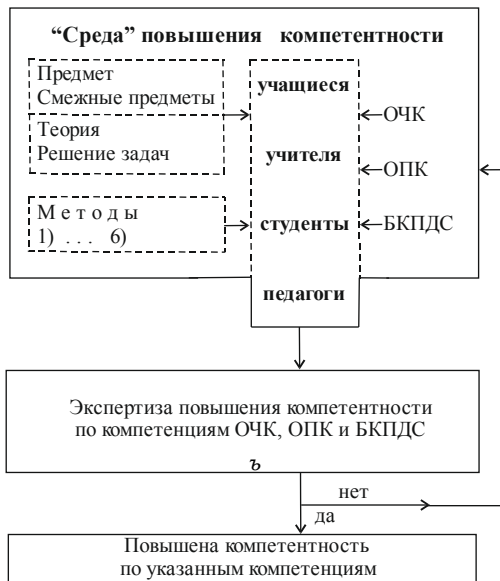 “Среда” повышения компетентности
Предмет
Смежные предметы
Теория
Решение задач
М е т о д ы
1) . . . 6)
учащиеся
учителя
студенты
педагоги
ОЧК
ОПК
БКПДС
Экспертиза повышения компетентности
по компетенциям ОЧК, ОПК и БКПДС
ъ
нет
да
Повышена компетентность
по указанным компетенциям